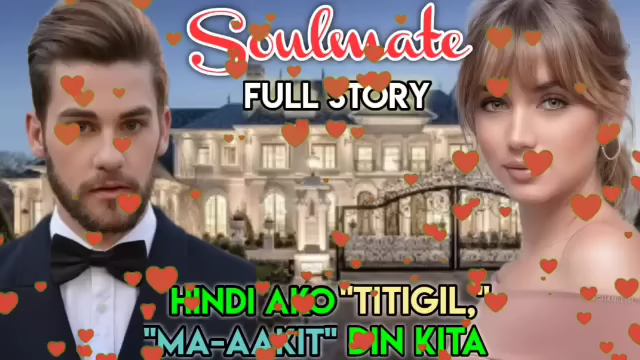 Soulmate
FULL STORY
HINDI AKO "TITIGIL,"
"MA-AAKIT" DIN KITA